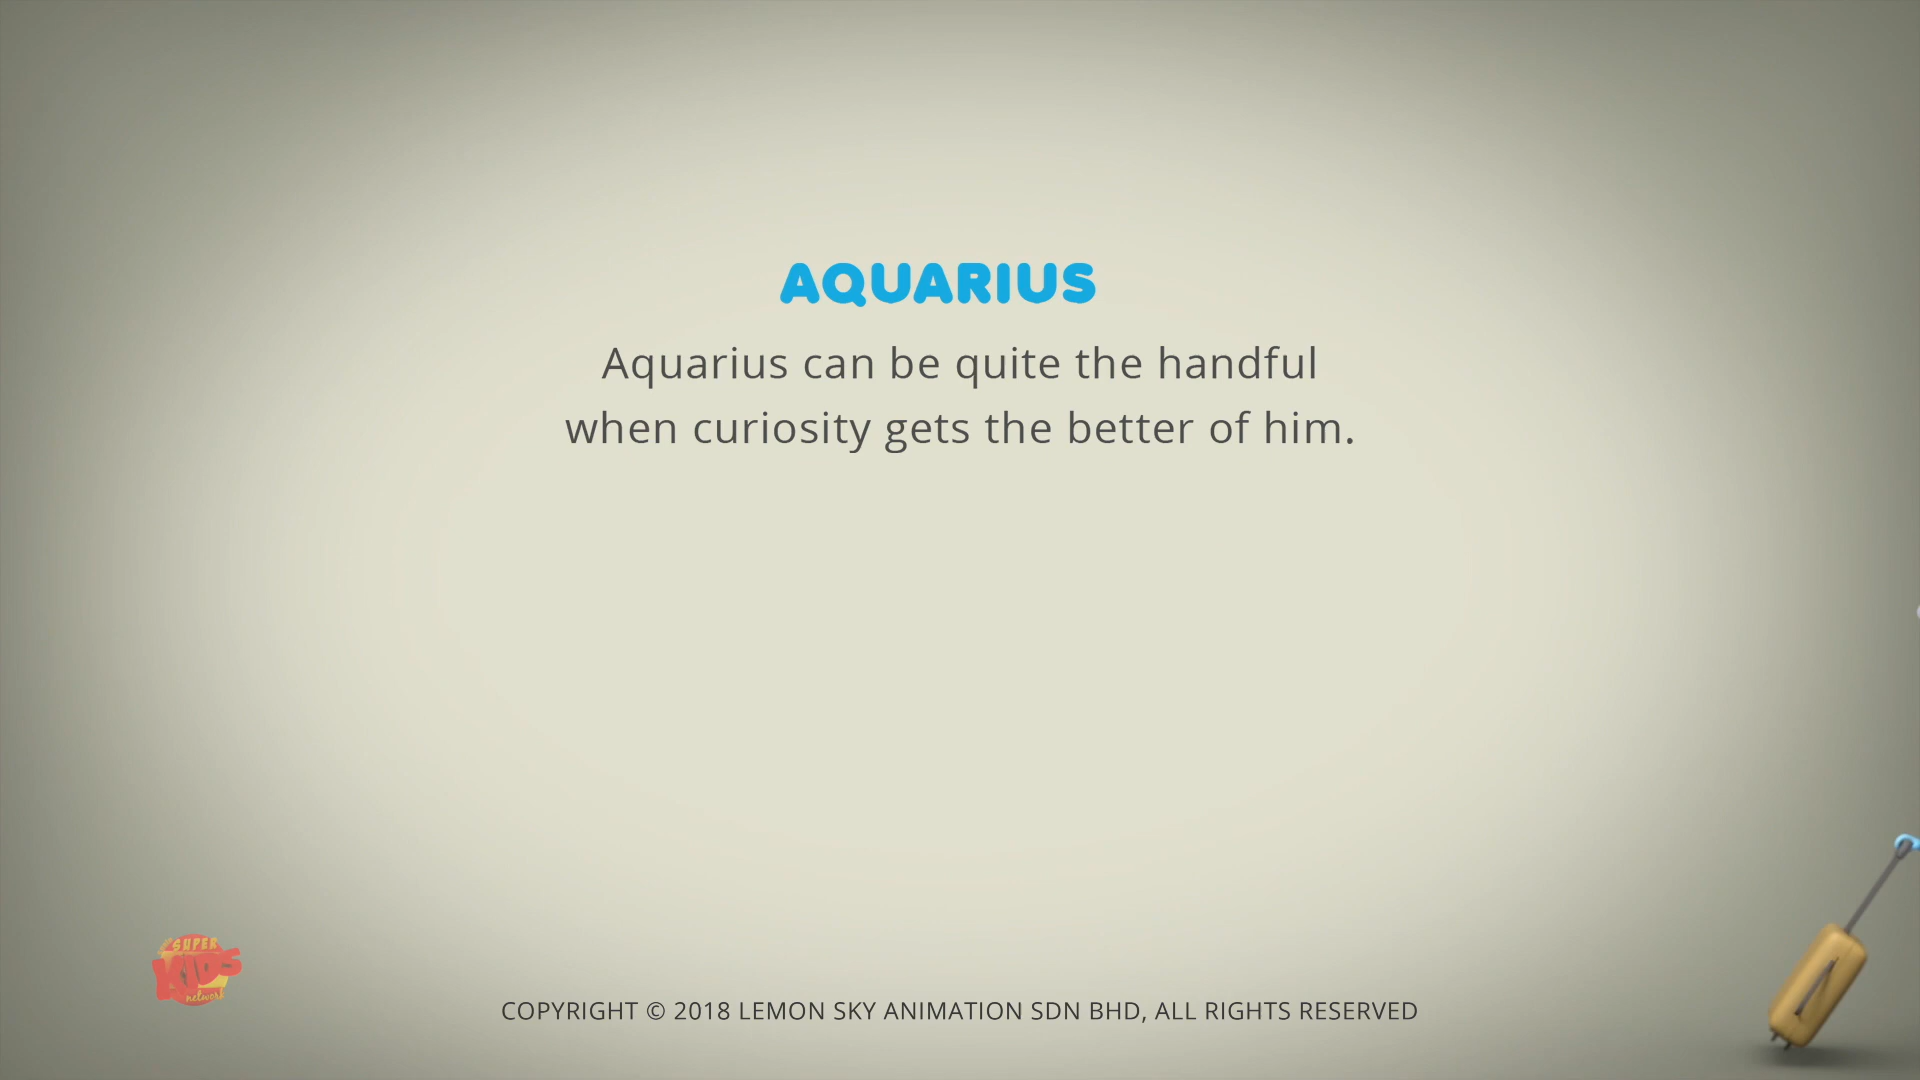 AQUARIUS
Aquarius can be quite the handful
when curiosity gets the better of him.
SUPER
KIDS
network
COPYRIGHT © 2018 LEMON SKY ANIMATION SDN BHD, ALL RIGHTS RESERVED